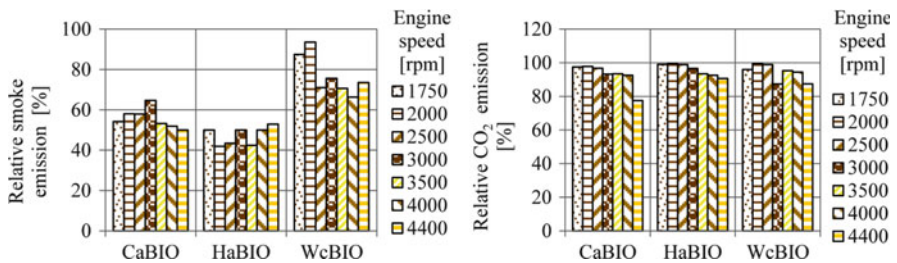 Relative smoke
emission [%]
100
80
60
40
20
0
CaBIO HaBIO WcBIO
Engine
speed
[rpm]
1750
2000
2500
3000
3500
4000
4400
Relative CO₂ emission
[%]
120
100
80
60
40
20
0
CaBIO HaBIO WcBIO
Engine
speed
[rpm]
1750
2000
2500
3000
3500
4000
4400